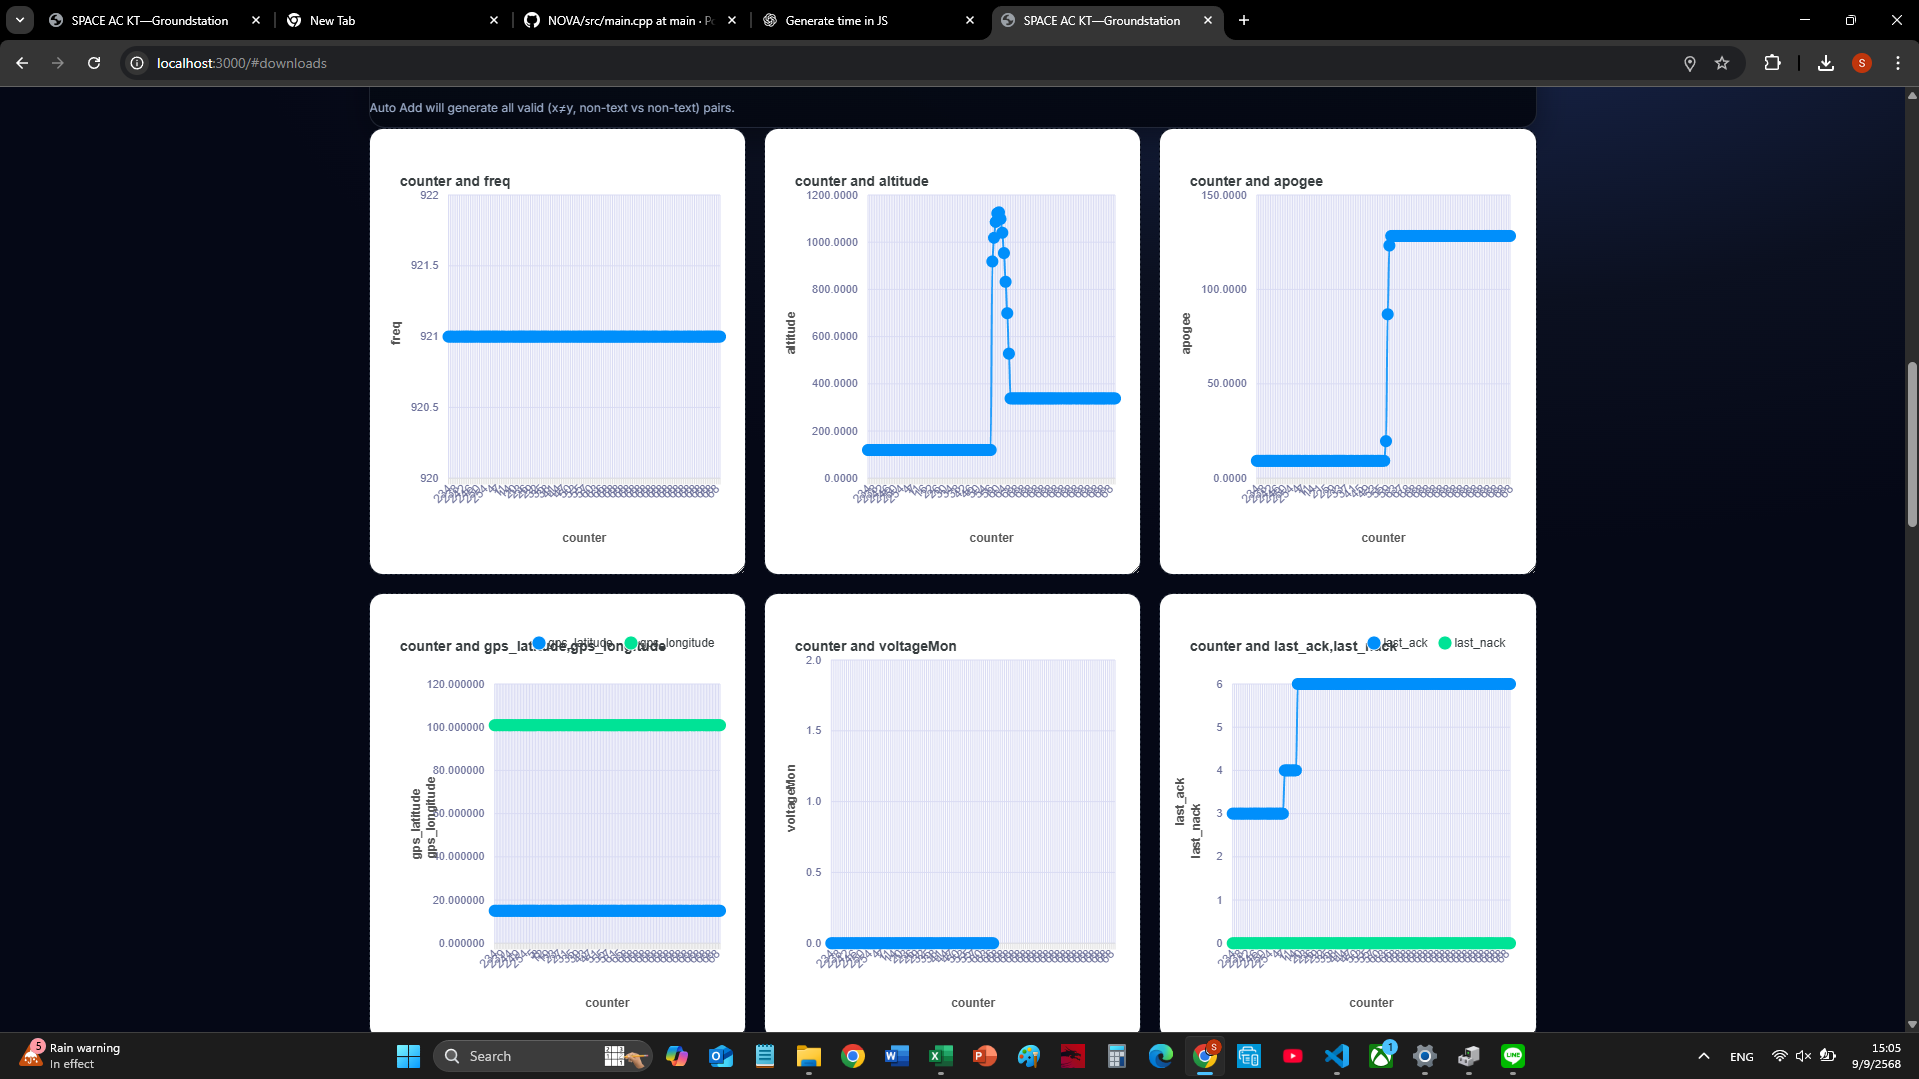 SPACE AC KT—Groundstation
New Tab
NOVA/src/main.cpp at main · Po
Generate time in JS
SPACE AC KT—Groundstation
localhost:3000/#downloads
S
Auto Add will generate all valid (x≠y, non-text vs non-text) pairs.
counter and freq
922
921.5
921
920.5
920
freq
counter
counter and altitude
1200.0000
1000.0000
800.0000
600.0000
400.0000
200.0000
0.0000
altitude
counter
counter and apogee
150.0000
100.0000
50.0000
0.0000
apogee
counter
counter and gps_latitude,gps_longitude
gps_latitude
gps_longitude
120.000000
100.000000
80.000000
60.000000
40.000000
20.000000
0.000000
gps_latitude
gps_longitude
counter
counter and voltageMon
2.0
1.5
1.0
0.5
0.0
voltageMon
counter
counter and last_ack,last_nack
last_ack
last_nack
6
5
4
3
2
1
0
last_ack
last_nack
counter
5
Rain warning
In effect
Search
S
1
LINE
ENG
15:05
9/9/2568